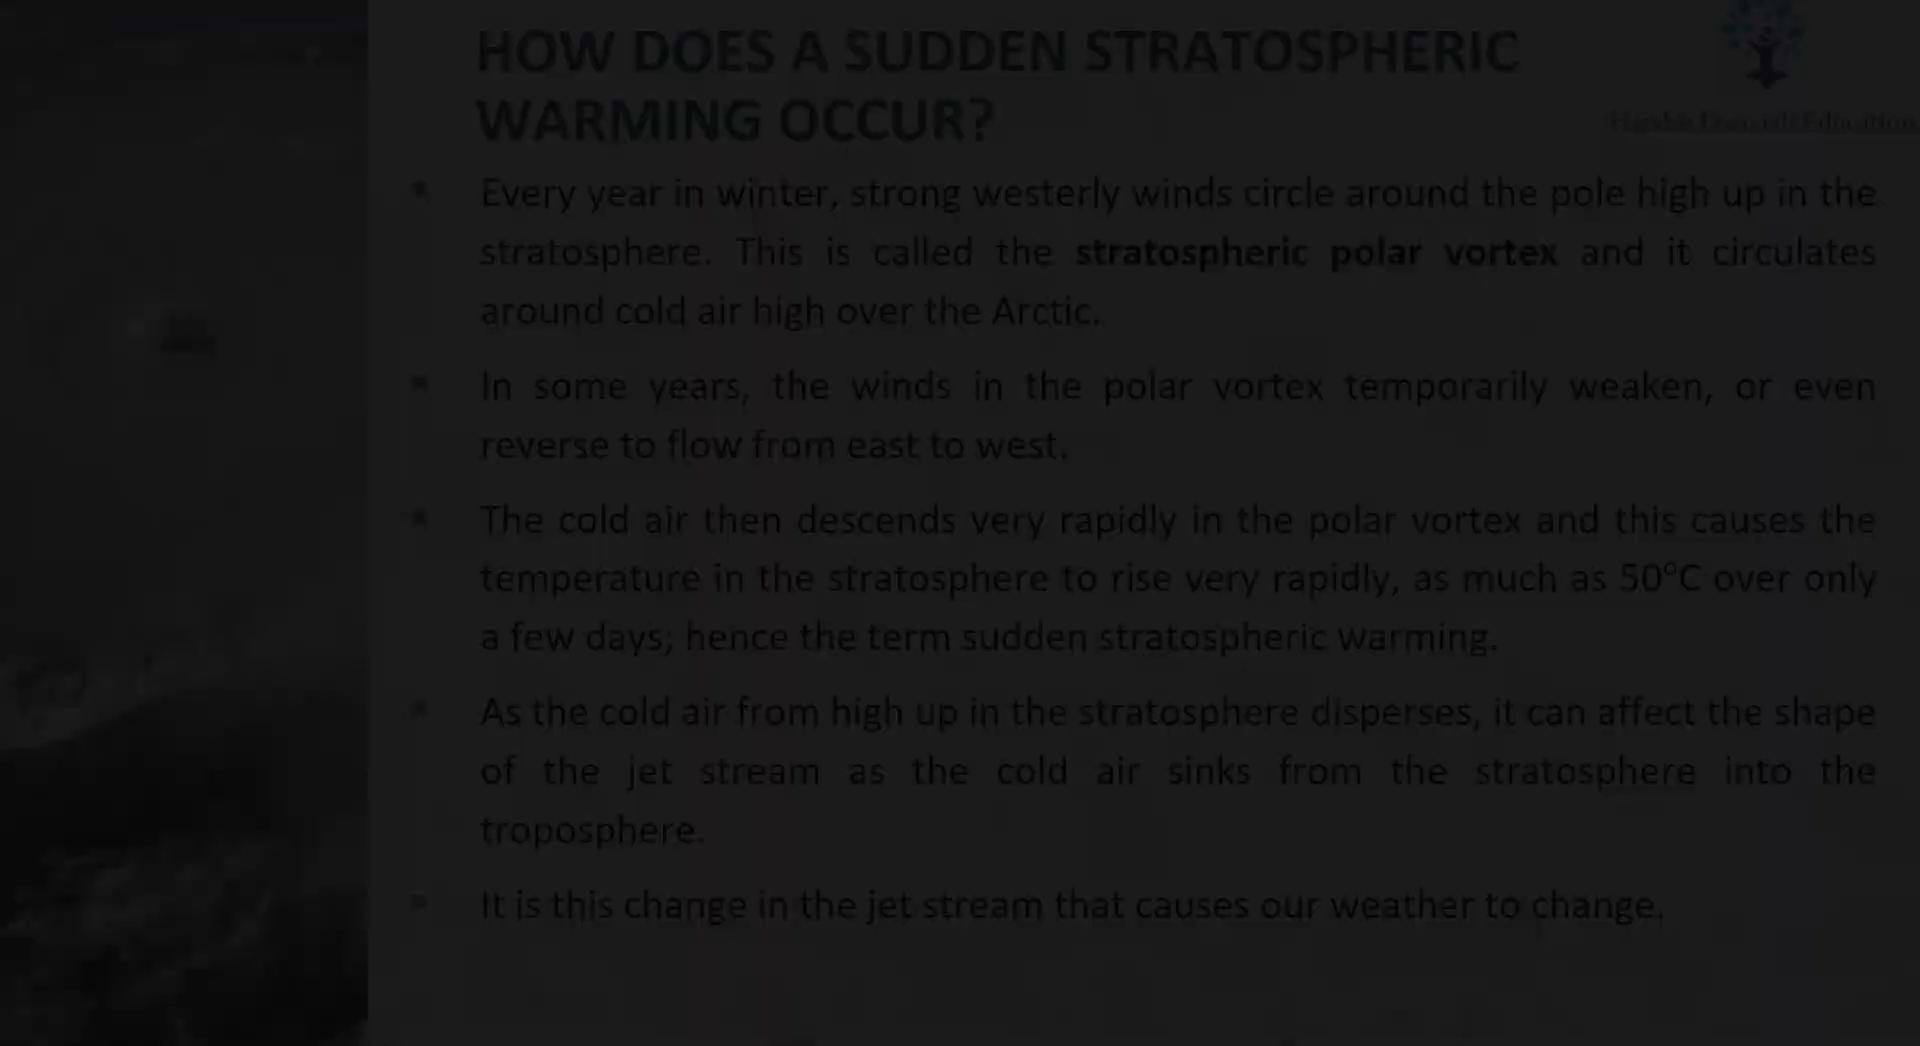 HOW DOES A SUDDEN STRATOSPHERIC
WARMING OCCUR?
Every year in winter, strong westerly winds circle around the pole high up in the
stratosphere. This is called the stratospheric polar vortex and it circulates
around cold air high over the Arctic.
In some years, the winds in the polar vortex temporarily weaken, or even
reverse to flow from east to west.
The cold air then descends very rapidly in the polar vortex and this causes the
temperature in the stratosphere to rise very rapidly, as much as 50°C over only
a few days; hence the term sudden stratospheric warming.
As the cold air from high up in the stratosphere disperses, it can affect the shape
of the jet stream as the cold air sinks from the stratosphere into the
troposphere.
It is this change in the jet stream that causes our weather to change.
Education